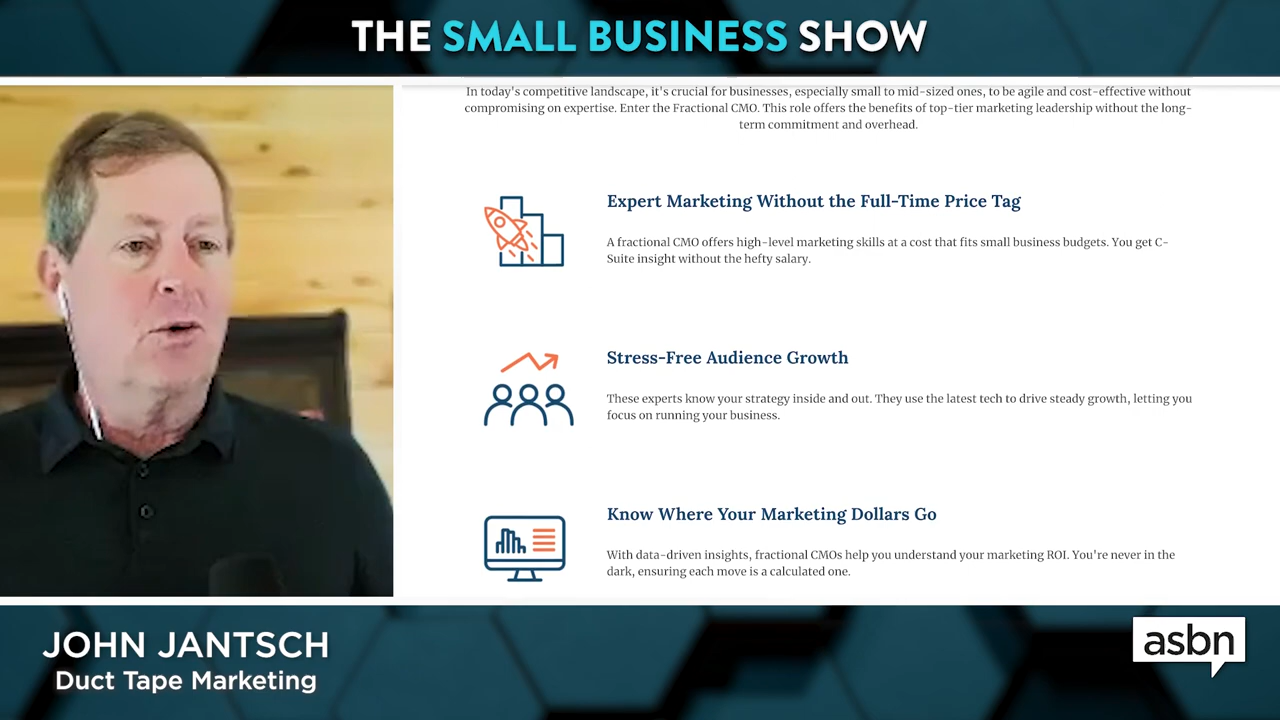 THE SMALL BUSINESS SHOW
In today's competitive landscape, it's crucial for businesses, especially small to mid-sized ones, to be agile and cost-effective without
compromising on expertise. Enter the Fractional CMO. This role offers the benefits of top-tier marketing leadership without the long-
term commitment and overhead.
Expert Marketing Without the Full-Time Price Tag
A fractional CMO offers high-level marketing skills at a cost that fits small business budgets. You get C-
Suite insight without the hefty salary.
Stress-Free Audience Growth
These experts know your strategy inside and out. They use the latest tech to drive steady growth, letting you
focus on running your business.
Know Where Your Marketing Dollars Go
With data-driven insights, fractional CMOs help you understand your marketing ROI. You're never in the
dark, ensuring each move is a calculated one.
JOHN JANTSCH
Duct Tape Marketing
asbn